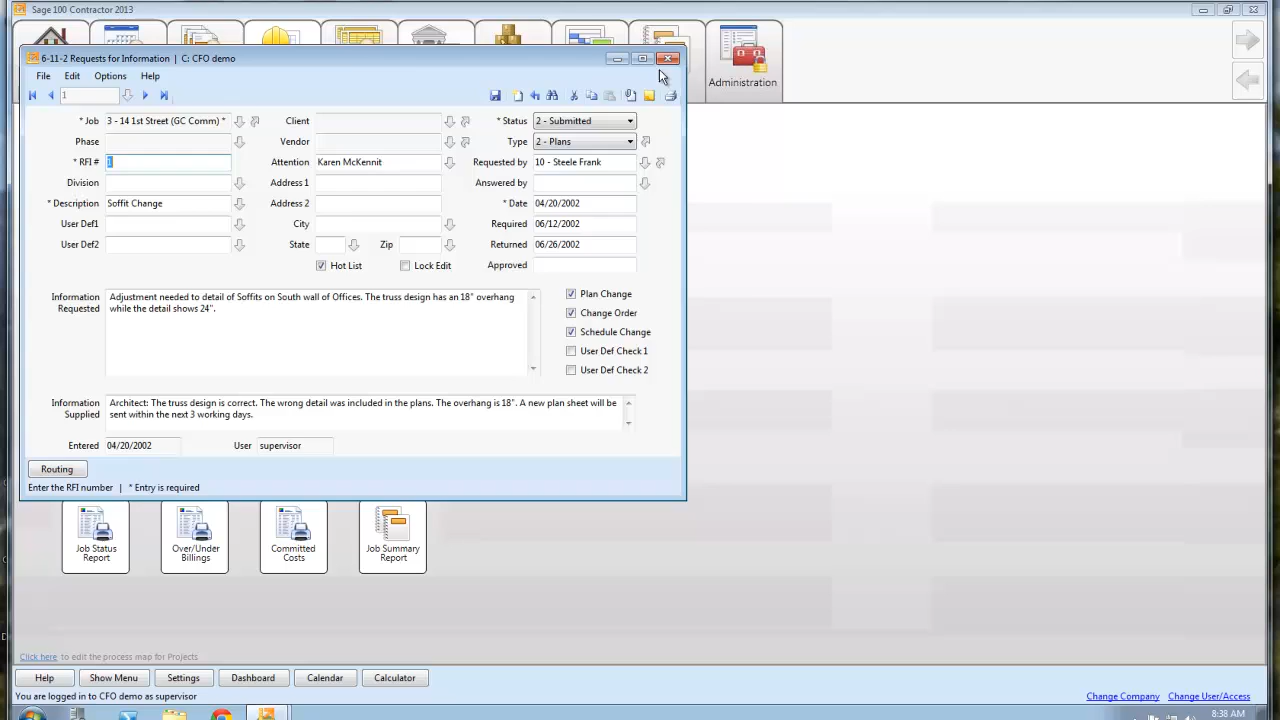 Sage 100 Contractor 2013
6-11-2 Requests for Information | C: CFO demo
File Edit Options Help
1
Administration
* Job 3 - 14 1st Street (GC Comm) * Client * Status 2 - Submitted
Phase Vendor Type 2 - Plans
* RFI # 1 Attention Karen McKennit Requested by 10 - Steele Frank
Division Address 1 Answered by
* Description Soffit Change Address 2 * Date 04/20/2002
User Def1 City Required 06/12/2002
User Def2 State Zip Returned 06/26/2002
Hot List Lock Edit Approved
Information Requested
Adjustment needed to detail of Soffits on South wall of Offices. The truss design has an 18" overhang
while the detail shows 24".
Plan Change
Change Order
Schedule Change
User Def Check 1
User Def Check 2
Information Supplied
Architect: The truss design is correct. The wrong detail was included in the plans. The overhang is 18". A new plan sheet will be
sent within the next 3 working days.
Entered 04/20/2002 User supervisor
Routing
Enter the RFI number | * Entry is required
Job Status Report
Over/Under Billings
Committed Costs
Job Summary Report
Click here to edit the process map for Projects
Help Show Menu Settings Dashboard Calendar Calculator
You are logged in to CFO demo as supervisor Change Company Change User/Access
8:38 AM